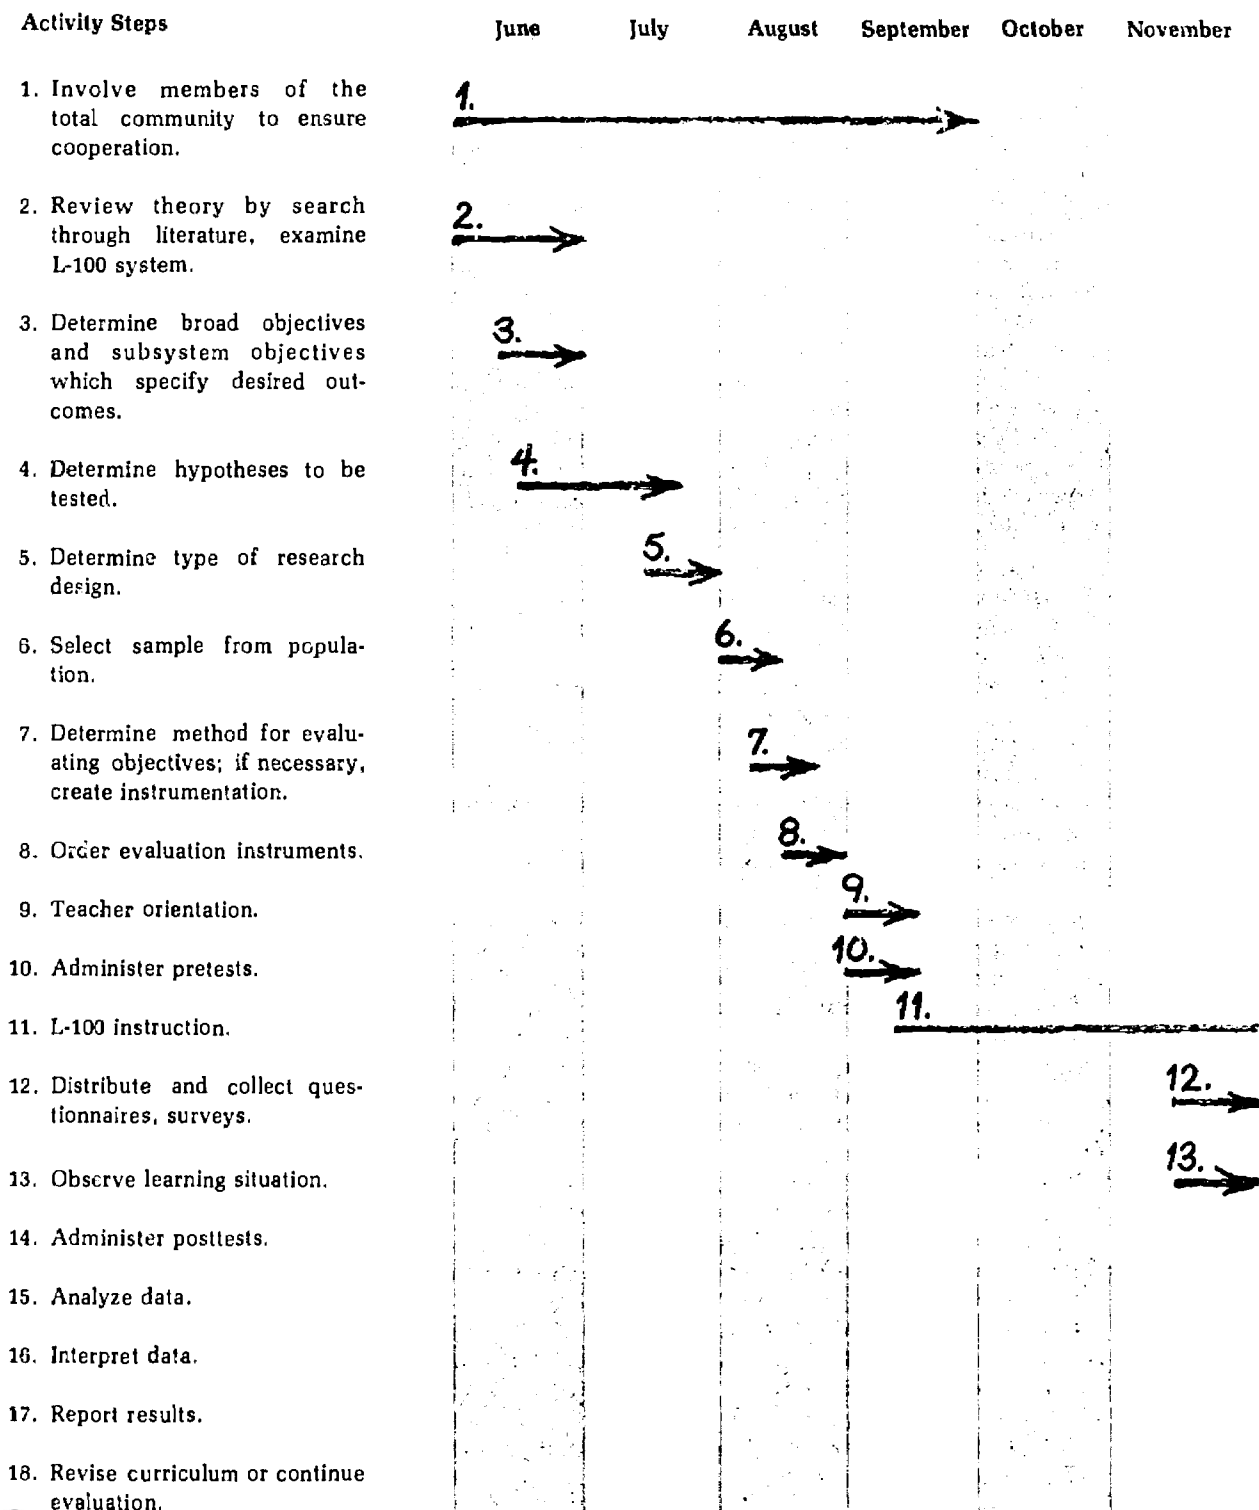 Activity Steps June July August September October November
1. Involve members of the
total community to ensure
cooperation.
1.
2. Review theory by search
through literature, examine
L-100 system.
2.
3. Determine broad objectives
and subsystem objectives
which specify desired out-
comes.
3.
4. Determine hypotheses to be
tested.
4.
5. Determine type of research
design.
5.
6. Select sample from popula-
tion.
6.
7. Determine method for evalu-
ating objectives; if necessary,
create instrumentation.
7.
8. Order evaluation instruments.
8.
9. Teacher orientation.
9.
10. Administer pretests.
10.
11. L-100 instruction.
11.
12. Distribute and collect ques-
tionnaires, surveys.
12.
13. Observe learning situation.
13.
14. Administer posttests.
15. Analyze data.
16. Interpret data.
17. Report results.
18. Revise curriculum or continue
evaluation.